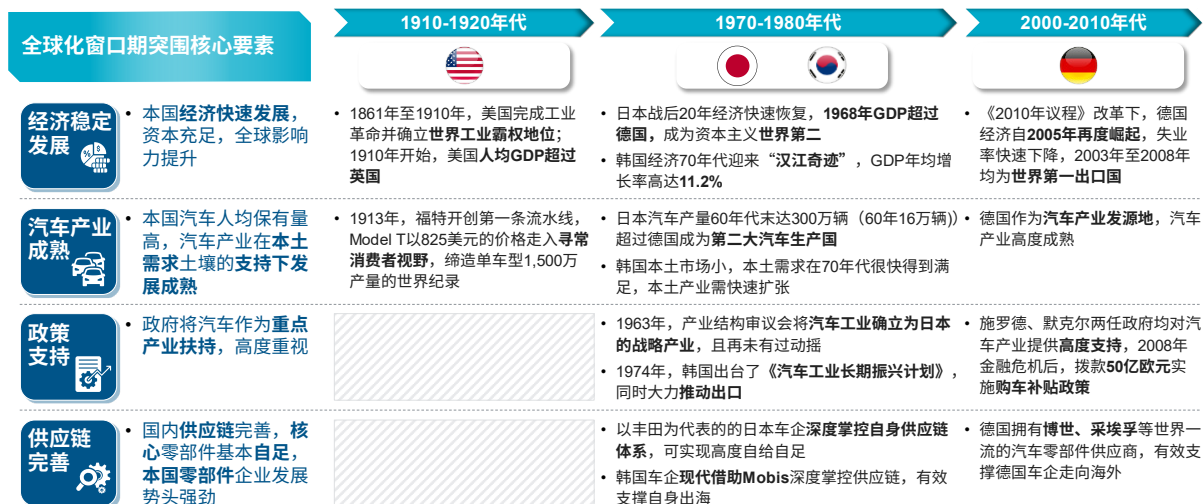 全球化窗口期突围核心要素
1910-1920年代
1970-1980年代
2000-2010年代
经济稳定
发展
• 本国经济快速发展，
资本充足，全球影响
力提升
• 1861年至1910年，美国完成工业
革命并确立世界工业霸权地位；
1910年开始，美国人均GDP超过
英国
• 日本战后20年经济快速恢复，1968年GDP超过
德国，成为资本主义世界第二
• 韩国经济70年代迎来“汉江奇迹”，GDP年均增
长率高达11.2%
• 《2010年议程》改革下，德国
经济自2005年再度崛起，失业
率快速下降，2003年至2008年
均为世界第一出口国
汽车产业
成熟
• 本国汽车人均保有量
高，汽车产业在本土
需求土壤的支持下发
展成熟
• 1913年，福特开创第一条流水线，
Model T以825美元的价格走入寻常
消费者视野，缔造单车型1,500万
产量的世界纪录
• 日本汽车产量60年代末达300万辆（60年16万辆))
超过德国成为第二大汽车生产国
• 韩国本土市场小，本土需求在70年代很快得到满
足，本土产业需快速扩张
• 德国作为汽车产业发源地，汽车
产业高度成熟
政策
支持
• 政府将汽车作为重点
产业扶持，高度重视
• 1963年，产业结构审议会将汽车工业确立为日本
的战略产业，且再未有过动摇
• 1974年，韩国出台了《汽车工业长期振兴计划》，
同时大力推动出口
• 施罗德、默克尔两任政府均对汽
车产业提供高度支持，2008年
金融危机后，拨款50亿欧元实
施购车补贴政策
供应链
完善
• 国内供应链完善，核
心零部件基本自足，
本国零部件企业发展
势头强劲
• 以丰田为代表的的日本车企深度掌控自身供应链
体系，可实现高度自给自足
• 韩国车企现代借助Mobis深度掌控供应链，有效
支撑自身出海
• 德国拥有博世、采埃孚等世界一
流的汽车零部件供应商，有效支
撑德国车企走向海外